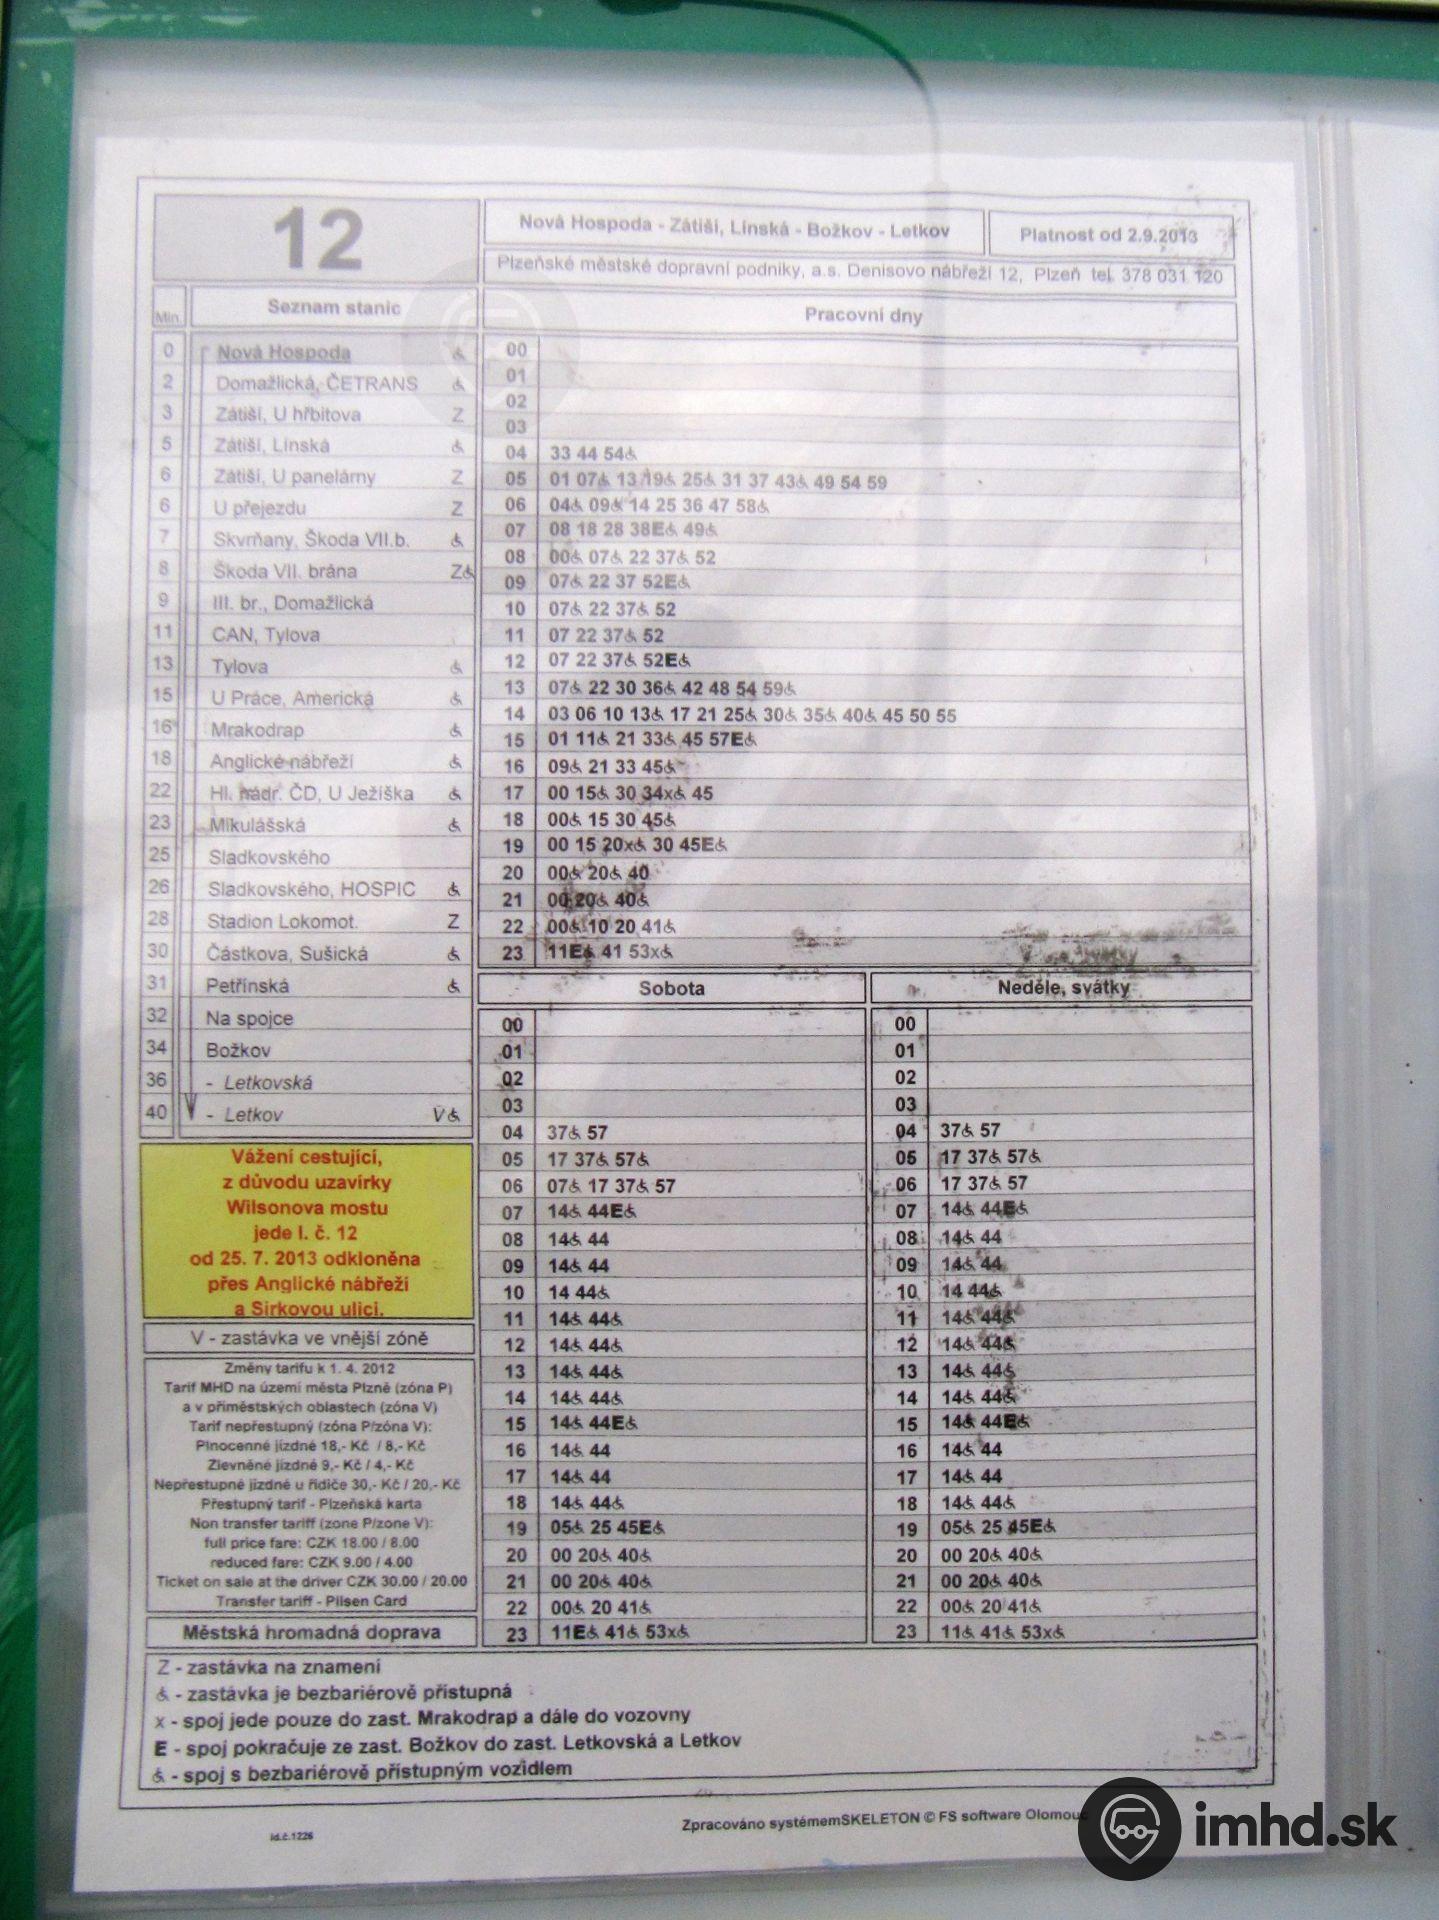 12
Nová Hospoda - Zátiší, Línská - Božkov - Letkov
Platnost od 2.9.2013
Plzeňské městské dopravní podniky, a.s. Denisovo nábřeží 12, Plzeň tel. 378 031 120
Min. Seznam stanic
0 Nová Hospoda ♿
2 Domažlická, ČETRANS ♿
3 Zátiší, U hřbitova Z
5 Zátiší, Línská ♿
6 Zátiší, U panelárny Z
6 U přejezdu Z
7 Skvrňany, Škoda VII.b. ♿
8 Škoda VII. brána Z♿
9 III. br., Domažlická
11 CAN, Tylova
13 Tylova ♿
15 U Práce, Americká ♿
16 Mrakodrap ♿
18 Anglické nábřeží ♿
22 Hl. nádr. ČD, U Ježíška ♿
23 Mikulášská ♿
25 Sladkovského
26 Sladkovského, HOSPIC ♿
28 Stadion Lokomot. Z
30 Částkova, Sušická ♿
31 Petřínská ♿
32 Na spojce
34 Božkov
36 - Letkovská
40 - Letkov V♿
Vážení cestující,
z důvodu uzavírky
Wilsonova mostu
jede l. č. 12
od 25. 7. 2013 odkloněna
přes Anglické nábřeží
a Sirkovou ulicí.
V - zastávka ve vnější zóně
Změny tarifu k 1. 4. 2012
Tarif MHD na území města Plzně (zóna P)
a v příměstských oblastech (zóna V)
Tarif nepřestupný (zóna P/zóna V):
Plnocenné jízdné 18,- Kč / 8,- Kč
Zlevněné jízdné 9,- Kč / 4,- Kč
Nepřestupné jízdné u řidiče 30,- Kč / 20,- Kč
Přestupný tarif - Plzeňská karta
Non transfer tariff (zone P/zone V):
full price fare: CZK 18.00 / 8.00
reduced fare: CZK 9.00 / 4.00
Ticket on sale at the driver CZK 30.00 / 20.00
Transfer tariff - Pilsen Card
Městská hromadná doprava
Pracovní dny
00
01
02
03
04 33 44 54♿
05 01 07♿ 13 19♿ 25♿ 31 37 43♿ 49 54 59
06 04♿ 09♿ 14 25 36 47 58♿
07 08 18 28 38E♿ 49♿
08 00♿ 07♿ 22 37♿ 52
09 07♿ 22 37 52E♿
10 07♿ 22 37♿ 52
11 07 22 37♿ 52
12 07 22 37♿ 52E♿
13 07♿ 22 30 36♿ 42 48 54 59♿
14 03 06 10 13♿ 17 21 25♿ 30♿ 35♿ 40♿ 45 50 55
15 01 11♿ 21 33♿ 45 57E♿
16 09♿ 21 33 45♿
17 00 15♿ 30 34x♿ 45
18 00♿ 15 30 45♿
19 00 15 20x♿ 30 45E♿
20 00♿ 20♿ 40
21 00 20♿ 40♿
22 00♿ 10 20 41♿
23 11E♿ 41 53x♿
Sobota
00
01
02
03
04 37♿ 57
05 17 37♿ 57♿
06 07♿ 17 37♿ 57
07 14♿ 44E♿
08 14♿ 44
09 14♿ 44
10 14 44♿
11 14♿ 44♿
12 14♿ 44♿
13 14♿ 44♿
14 14♿ 44♿
15 14♿ 44E♿
16 14♿ 44
17 14♿ 44
18 14♿ 44♿
19 05♿ 25 45E♿
20 00 20♿ 40♿
21 00 20♿ 40♿
22 00♿ 20 41♿
23 11E♿ 41♿ 53x♿
Neděle, svátky
00
01
02
03
04 37♿ 57
05 17 37♿ 57♿
06 17 37♿ 57
07 14♿ 44E♿
08 14♿ 44
09 14♿ 44
10 14 44♿
11 14♿ 44♿
12 14♿ 44♿
13 14♿ 44♿
14 14♿ 44♿
15 14♿ 44E♿
16 14♿ 44
17 14♿ 44
18 14♿ 44♿
19 05♿ 25 45E♿
20 00 20♿ 40♿
21 00 20♿ 40♿
22 00♿ 20 41♿
23 11♿ 41♿ 53x♿
Z - zastávka na znamení
♿ - zastávka je bezbariérově přístupná
x - spoj jede pouze do zast. Mrakodrap a dále do vozovny
E - spoj pokračuje ze zast. Božkov do zast. Letkovská a Letkov
♿ - spoj s bezbariérově přístupným vozidlem
id.č.1226
Zpracováno systémemSKELETON © FS software Olomouc
imhd.sk